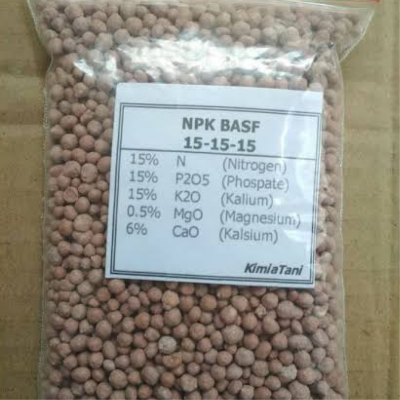 NPK BASF
15-15-15
15% N (Nitrogen)
15% P2O5 (Phospate)
15% K2O (Kalium)
0.5% MgO (Magnesium)
6% CaO (Kalsium)
KimiaTani